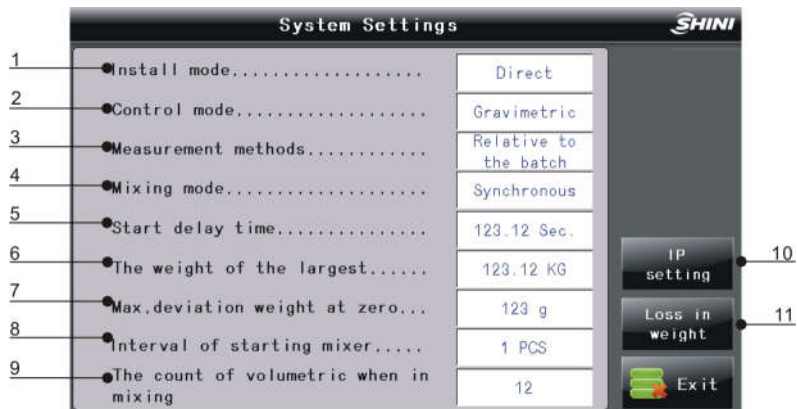 System Settings
SHINI
1
Install mode...................
Direct
2
Control mode...................
Gravimetric
3
Measurement methods............
Relative to
the batch
4
Mixing mode....................
Synchronous
5
Start delay time...............
123.12 Sec.
6
The weight of the largest......
123.12 KG
7
Max.deviation weight at zero...
123 g
8
Interval of starting mixer.....
1 PCS
9
The count of volumetric when in
mixing
12
IP
setting
10
Loss in
weight
11
Exit